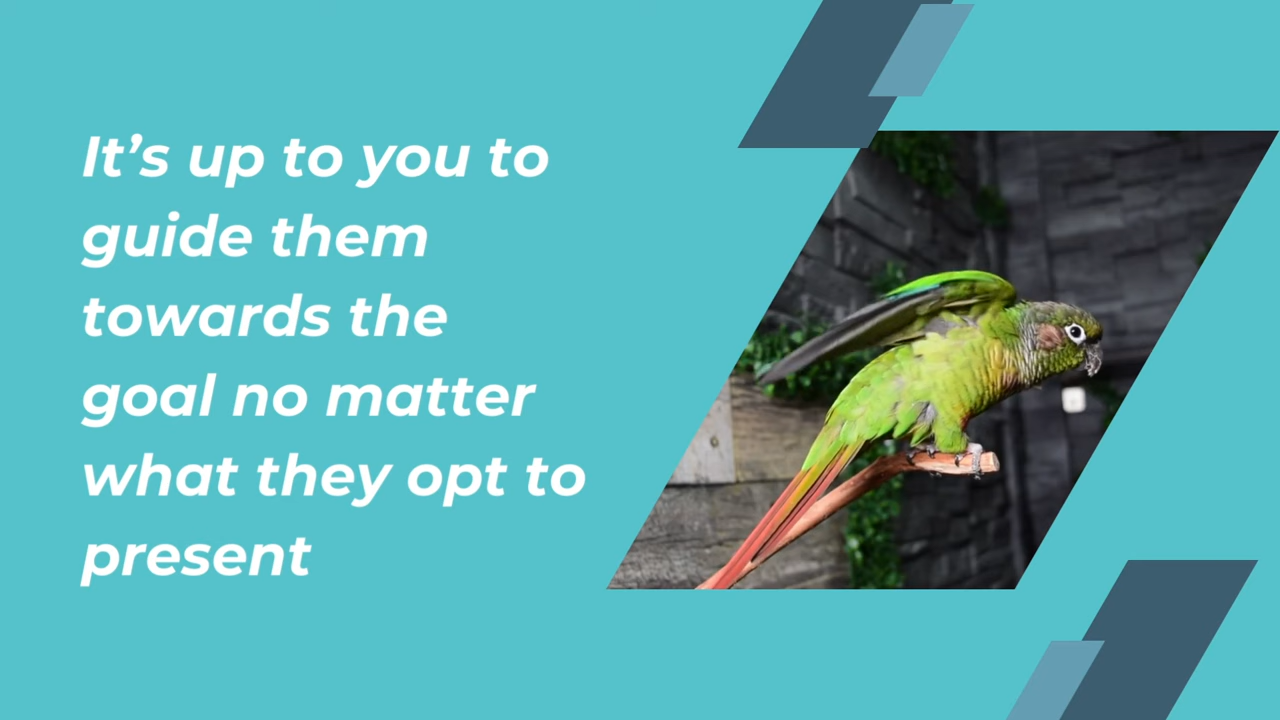 It’s up to you to
guide them
towards the
goal no matter
what they opt to
present